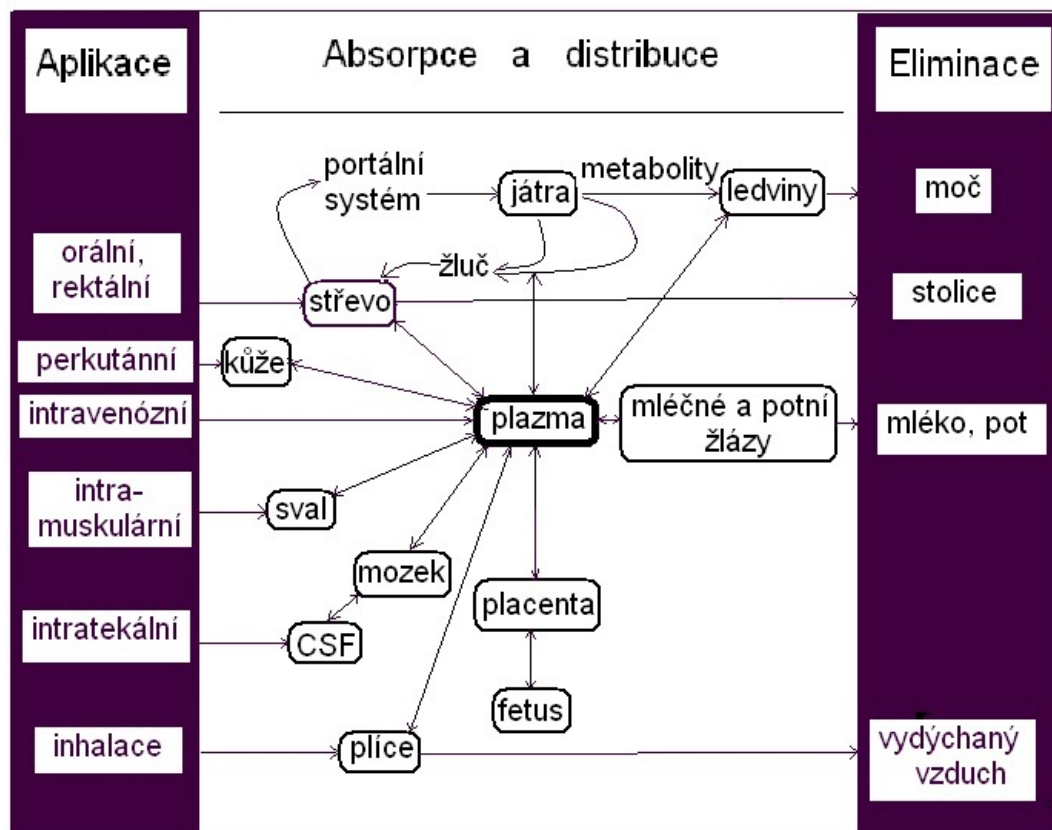 Aplikace
Absorpce a distribuce
Eliminace
portální
systém
játra
metabolity
ledviny
moč
orální,
rektální
žluč
střevo
stolice
perkutánní
kůže
intravenózní
plazma
mléčné a potní
žlázy
mléko, pot
intra-
muskulární
sval
mozek
placenta
intratekální
CSF
fetus
inhalace
plíce
vydýchaný
vzduch